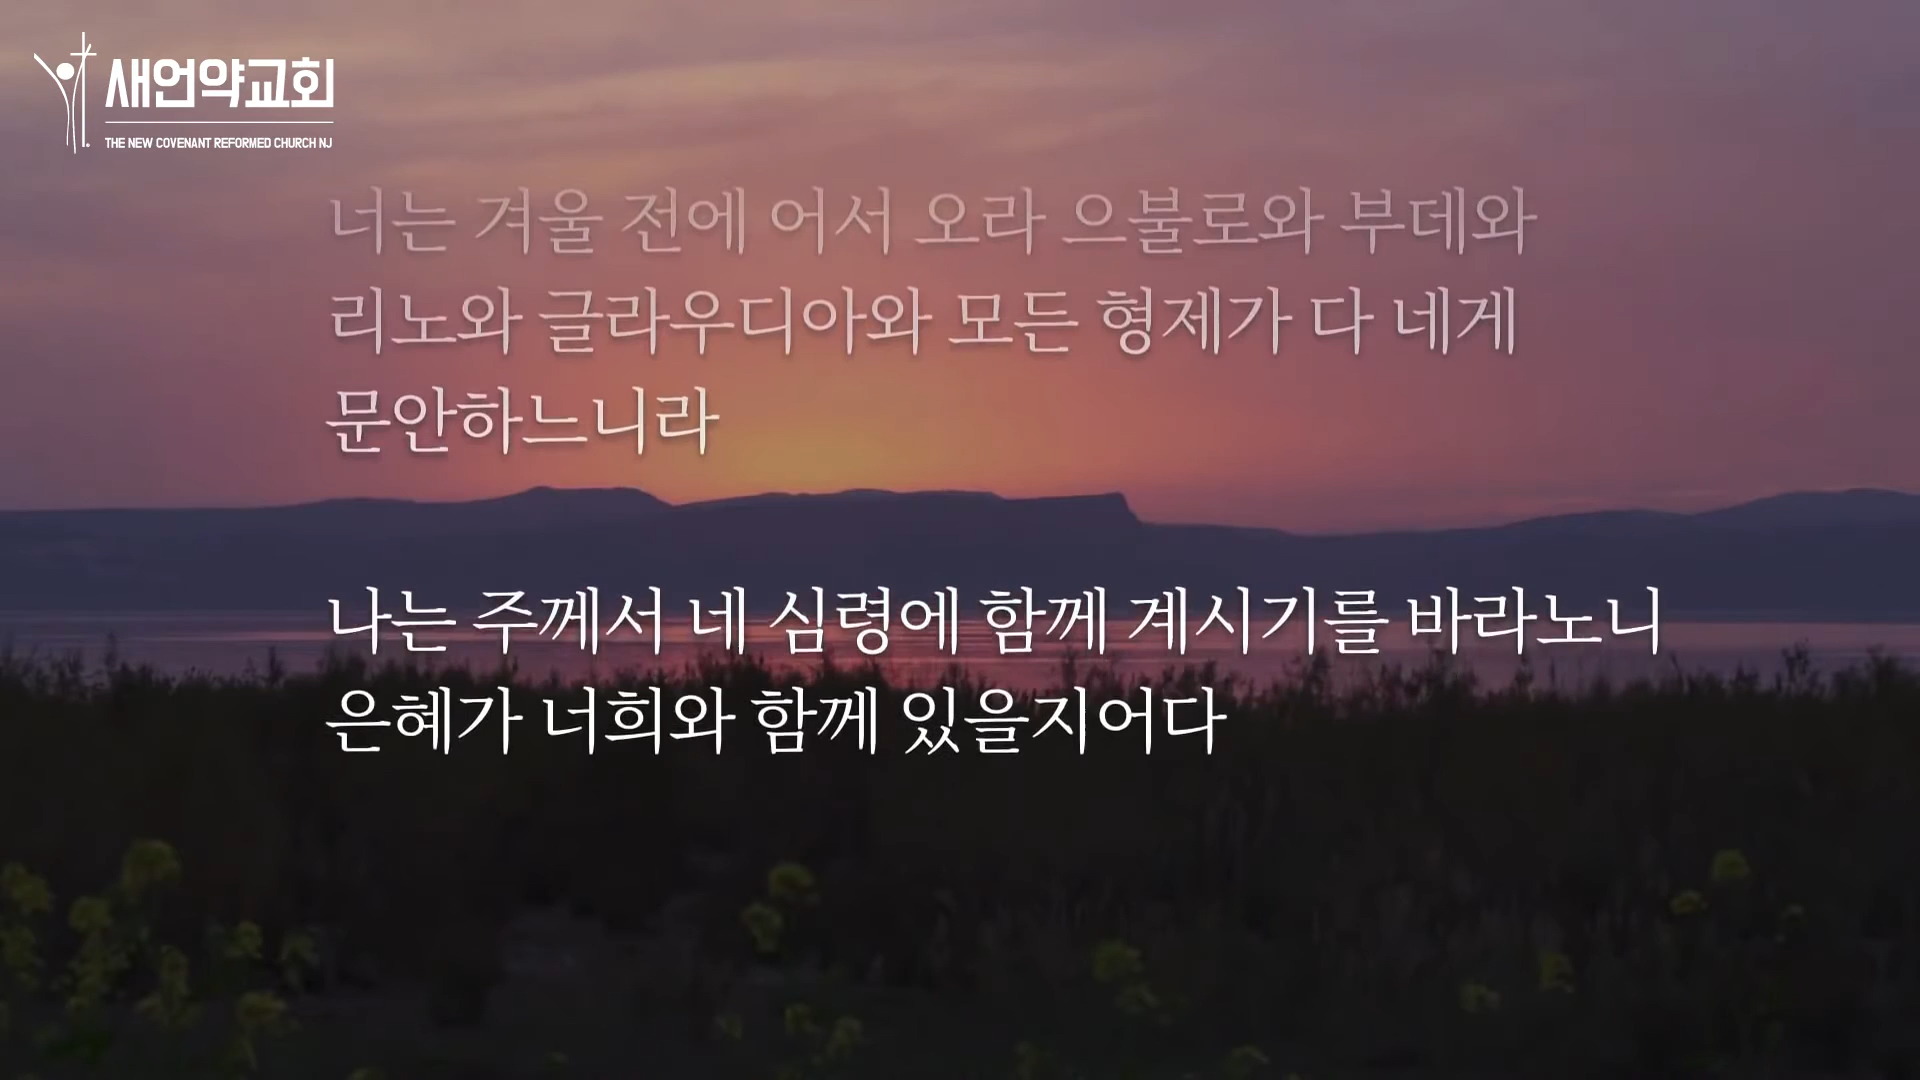 새언약교회
THE NEW COVENANT REFORMED CHURCH NJ
너는 겨울 전에 어서 오라 으불로와 부데와
리노와 글라우디아와 모든 형제가 다 네게
문안하느니라
나는 주께서 네 심령에 함께 계시기를 바라노니
은혜가 너희와 함께 있을지어다